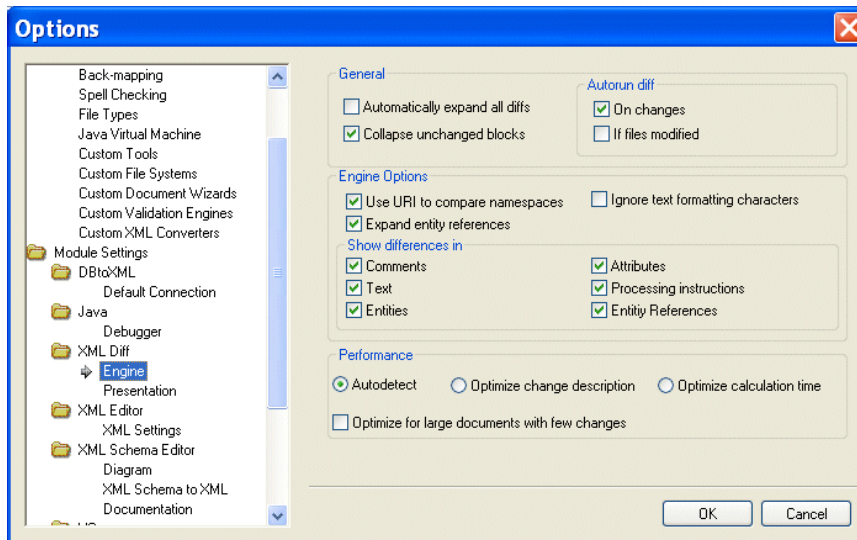 Options
Back-mapping
Spell Checking
File Types
Java Virtual Machine
Custom Tools
Custom File Systems
Custom Document Wizards
Custom Validation Engines
Custom XML Converters
Module Settings
DBtoXML
Default Connection
Java
Debugger
XML Diff
Engine
Presentation
XML Editor
XML Settings
XML Schema Editor
Diagram
XML Schema to XML
Documentation
General
Automatically expand all diffs
Collapse unchanged blocks
Autorun diff
On changes
If files modified
Engine Options
Use URI to compare namespaces
Ignore text formatting characters
Expand entity references
Show differences in
Comments
Attributes
Text
Processing instructions
Entities
Entitiy References
Performance
Autodetect
Optimize change description
Optimize calculation time
Optimize for large documents with few changes
OK
Cancel